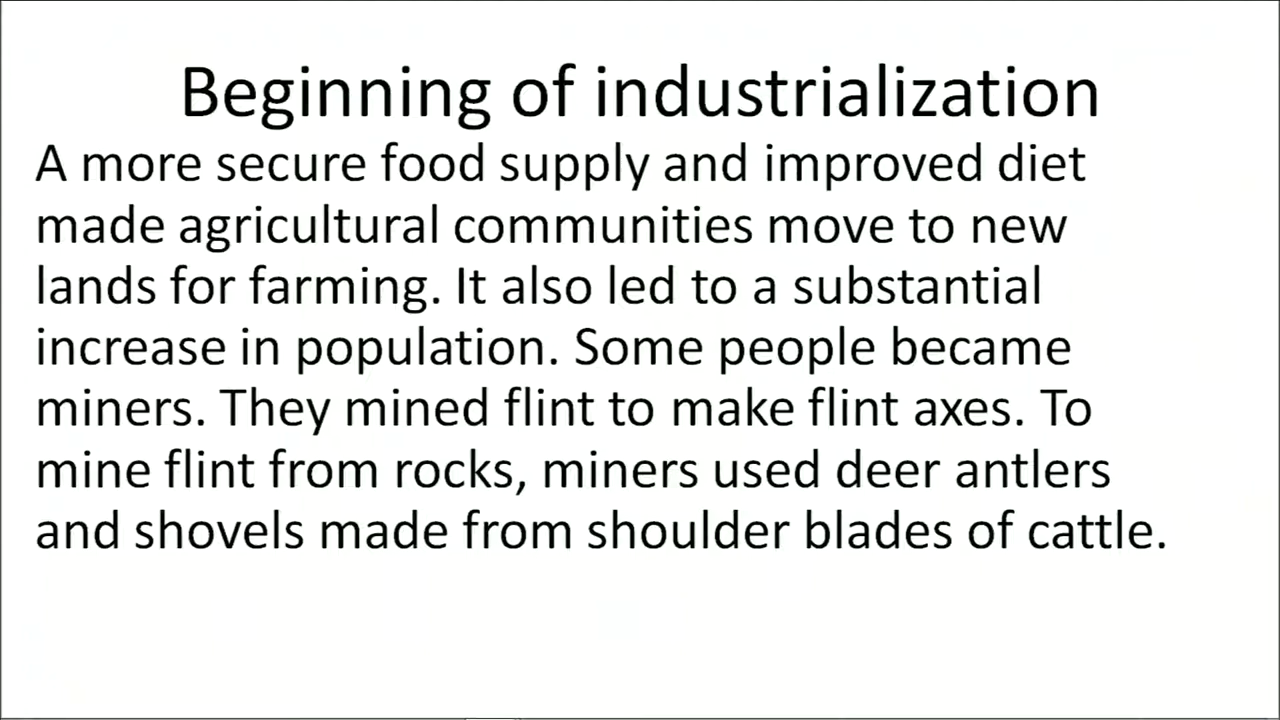 Beginning of industrialization
A more secure food supply and improved diet
made agricultural communities move to new
lands for farming. It also led to a substantial
increase in population. Some people became
miners. They mined flint to make flint axes. To
mine flint from rocks, miners used deer antlers
and shovels made from shoulder blades of cattle.